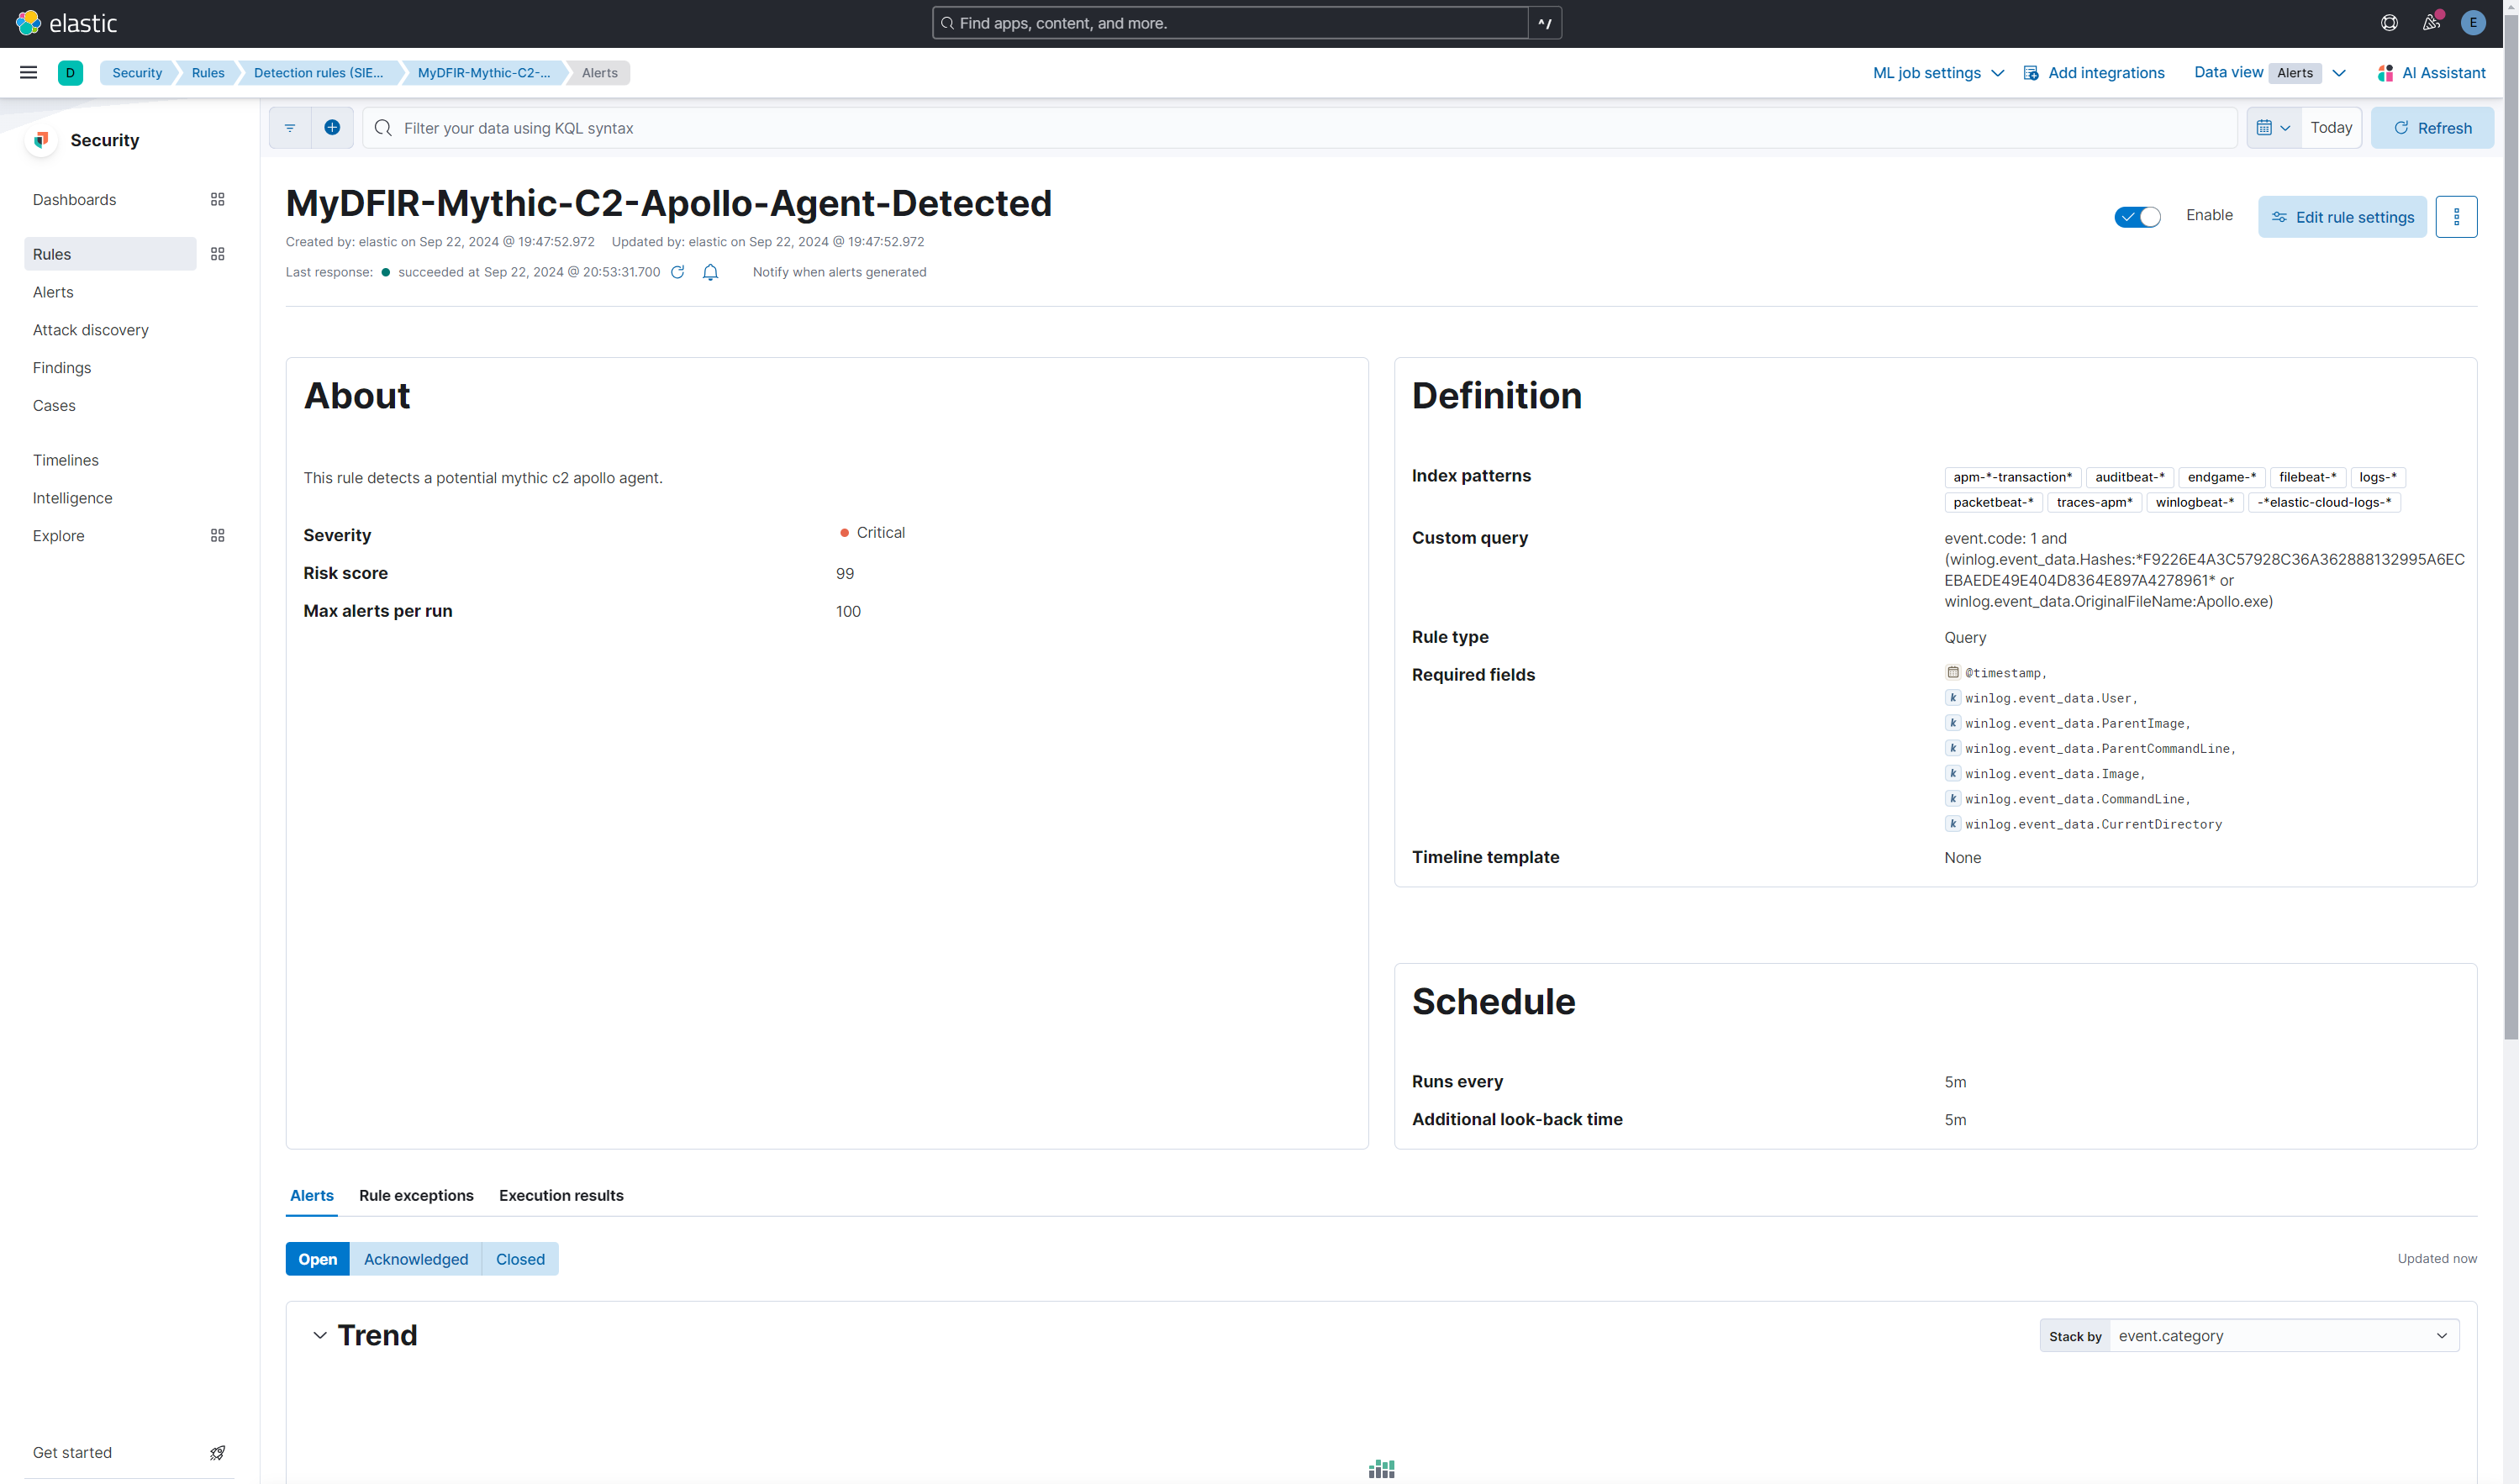 elastic
Find apps, content, and more.
^/
E
D
Security
Rules
Detection rules (SIE...
MyDFIR-Mythic-C2-...
Alerts
ML job settings
Add integrations
Data view
Alerts
AI Assistant
Security
Dashboards
Rules
Alerts
Attack discovery
Findings
Cases
Timelines
Intelligence
Explore
Get started
Filter your data using KQL syntax
Today
Refresh
MyDFIR-Mythic-C2-Apollo-Agent-Detected
Created by: elastic on Sep 22, 2024 @ 19:47:52.972 Updated by: elastic on Sep 22, 2024 @ 19:47:52.972
Last response: succeeded at Sep 22, 2024 @ 20:53:31.700 Notify when alerts generated
Enable
Edit rule settings
About
This rule detects a potential mythic c2 apollo agent.
Severity Critical
Risk score 99
Max alerts per run 100
Definition
Index patterns apm-*-transaction* auditbeat-* endgame-* filebeat-* logs-*
packetbeat-* traces-apm* winlogbeat-* -*elastic-cloud-logs-*
Custom query event.code: 1 and
(winlog.event_data.Hashes:*F9226E4A3C57928C36A362888132995A6EC
EBAEDE49E404D8364E897A4278961* or
winlog.event_data.OriginalFileName:Apollo.exe)
Rule type Query
Required fields @timestamp,
k winlog.event_data.User,
k winlog.event_data.ParentImage,
k winlog.event_data.ParentCommandLine,
k winlog.event_data.Image,
k winlog.event_data.CommandLine,
k winlog.event_data.CurrentDirectory
Timeline template None
Schedule
Runs every 5m
Additional look-back time 5m
Alerts Rule exceptions Execution results
Open Acknowledged Closed
Updated now
Trend
Stack by event.category